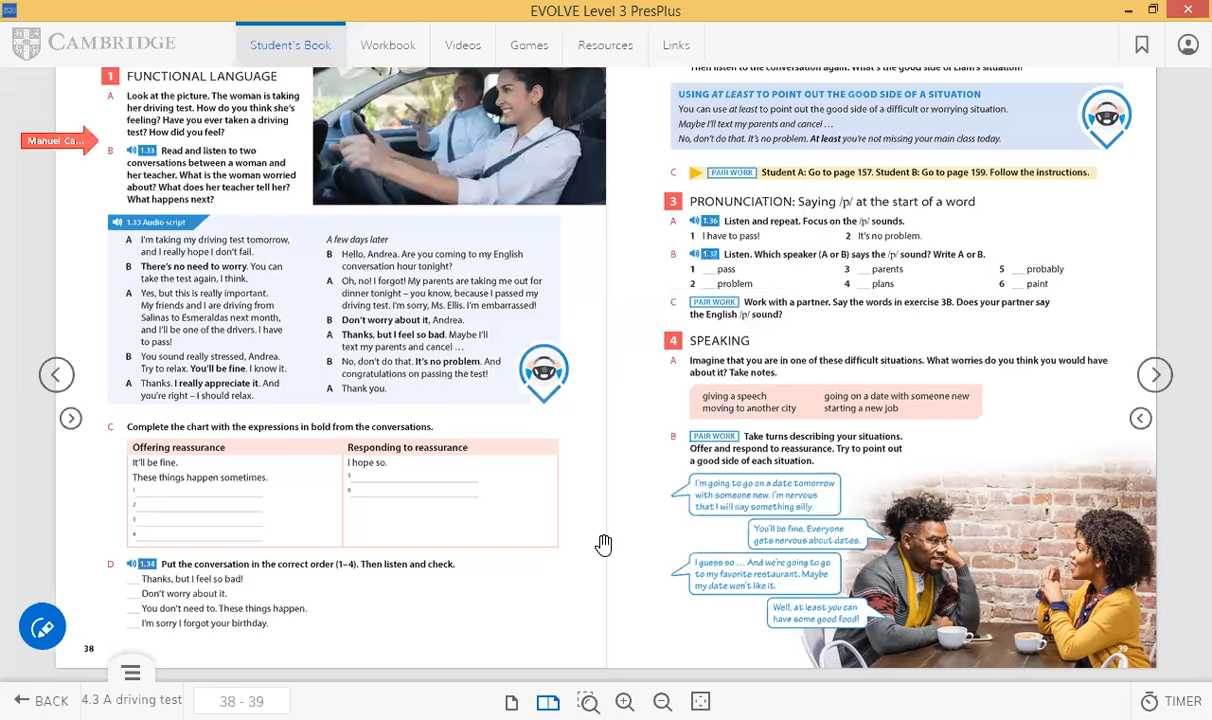 EVOLVE Level 3 PresPlus
CAMBRIDGE
Student's Book
Workbook
Videos
Games
Resources
Links
1 FUNCTIONAL LANGUAGE
A Look at the picture. The woman is taking
her driving test. How do you think she's
feeling? Have you ever taken a driving
test? How did you feel?
Manuel Ca...
B 1.33 Read and listen to two
conversations between a woman and
her teacher. What is the woman worried
about? What does her teacher tell her?
What happens next?
1.33 Audio script
A I'm taking my driving test tomorrow,
and I really hope I don't fail.
B There's no need to worry. You can
take the test again, I think.
A Yes, but this is really important.
My friends and I are driving from
Salinas to Esmeraldas next month,
and I'll be one of the drivers. I have
to pass!
B You sound really stressed, Andrea.
Try to relax. You'll be fine. I know it.
A Thanks. I really appreciate it. And
you're right – I should relax.
A few days later
B Hello, Andrea. Are you coming to my English
conversation hour tonight?
A Oh, no! I forgot! My parents are taking me out for
dinner tonight – you know, because I passed my
driving test. I'm sorry, Ms. Ellis. I'm embarrassed!
B Don't worry about it, Andrea.
A Thanks, but I feel so bad. Maybe I'll
text my parents and cancel …
B No, don't do that. It's no problem. And
congratulations on passing the test!
A Thank you.
C Complete the chart with the expressions in bold from the conversations.
Offering reassurance
Responding to reassurance
It'll be fine.
These things happen sometimes.
1
2
3
4
I hope so.
5
6
D 1.34 Put the conversation in the correct order (1–4). Then listen and check.
Thanks, but I feel so bad!
Don't worry about it.
You don't need to. These things happen.
I'm sorry I forgot your birthday.
38
Then listen to the conversation again. What's the good side of Liam's situation?
USING AT LEAST TO POINT OUT THE GOOD SIDE OF A SITUATION
You can use at least to point out the good side of a difficult or worrying situation.
Maybe I'll text my parents and cancel …
No, don't do that. It's no problem. At least you're not missing your main class today.
C PAIR WORK Student A: Go to page 157. Student B: Go to page 159. Follow the instructions.
3 PRONUNCIATION: Saying /p/ at the start of a word
A 1.36 Listen and repeat. Focus on the /p/ sounds.
1 I have to pass! 2 It's no problem.
B 1.37 Listen. Which speaker (A or B) says the /p/ sound? Write A or B.
1 ___ pass 3 ___ parents 5 ___ probably
2 ___ problem 4 ___ plans 6 ___ paint
C PAIR WORK Work with a partner. Say the words in exercise 3B. Does your partner say
the English /p/ sound?
4 SPEAKING
A Imagine that you are in one of these difficult situations. What worries do you think you would have
about it? Take notes.
giving a speech going on a date with someone new
moving to another city starting a new job
B PAIR WORK Take turns describing your situations.
Offer and respond to reassurance. Try to point out
a good side of each situation.
I'm going to go on a date tomorrow
with someone new. I'm nervous
that I will say something silly.
You'll be fine. Everyone
gets nervous about dates.
I guess so … And we're going to go
to my favorite restaurant. Maybe
my date won't like it.
Well, at least you can
have some good food!
39
BACK
4.3 A driving test
38 - 39
TIMER